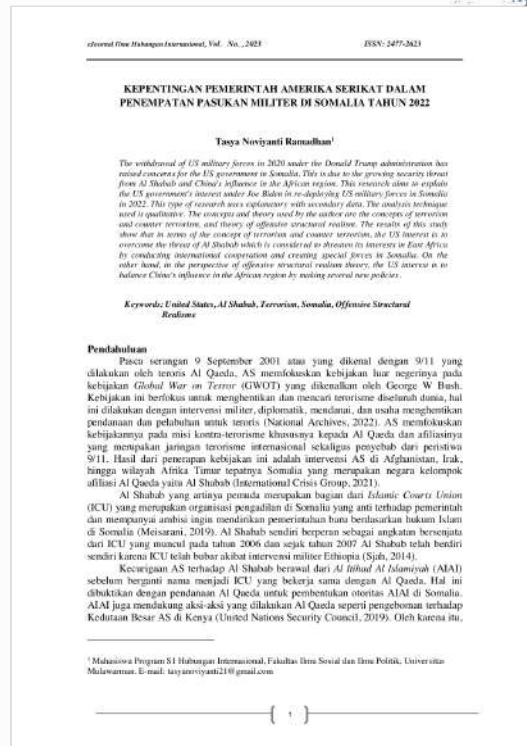 eJournal Ilmu Hubungan Internasional, Vol. No. , 2023 ISSN: 2477-2623
KEPENTINGAN PEMERINTAH AMERIKA SERIKAT DALAM
PENEMPATAN PASUKAN MILITER DI SOMALIA TAHUN 2022
Tasya Noviyanti Ramadhan¹
The withdrawal of US military forces in 2020 under the Donald Trump administration has
raised concerns for the US government in Somalia. This is due to the growing security threat
from Al Shabab and China's influence in the African region. This research aims to explain
the US government's interest under Joe Biden in re-deploying US military forces in Somalia
in 2022. This type of research uses explanatory with secondary data. The analysis technique
used is qualitative. The concepts and theory used by the author are the concepts of terrorism
and counter terrorism, and theory of offensive structural realism. The results of this study
show that in terms of the concept of terrorism and counter terrorism, the US interest is to
overcome the threat of Al Shabab which is considered to threaten its interests in East Africa
by conducting international cooperation and creating special forces in Somalia. On the
other hand, in the perspective of offensive structural realism theory, the US interest is to
balance China's influence in the African region by making several new policies.
Keywords: United States, Al Shabab, Terrorism, Somalia, Offensive Structural
Realisme
Pendahuluan
Pasca serangan 9 September 2001 atau yang dikenal dengan 9/11 yang
dilakukan oleh teroris Al Qaeda, AS memfokuskan kebijakan luar negerinya pada
kebijakan Global War on Terror (GWOT) yang dikenalkan oleh George W Bush.
Kebijakan ini berfokus untuk menghentikan dan mencari terorisme diseluruh dunia, hal
ini dilakukan dengan intervensi militer, diplomatik, mendanai, dan usaha menghentikan
pendanaan dan pelabuhan untuk teroris (National Archives, 2022). AS memfokuskan
kebijakannya pada misi kontra-terorisme khususnya kepada Al Qaeda dan afiliasinya
yang merupakan jaringan terorisme internasional sekaligus penyebab dari peristiwa
9/11. Hasil dari penerapan kebijakan ini adalah intervensi AS di Afghanistan, Irak,
hingga wilayah Afrika Timur tepatnya Somalia yang merupakan negara kelompok
afiliasi Al Qaeda yaitu Al Shabab (International Crisis Group, 2021).
Al Shabab yang artinya pemuda merupakan bagian dari Islamic Courts Union
(ICU) yang merupakan organisasi pengadilan di Somalia yang anti terhadap pemerintah
dan mempunyai ambisi ingin mendirikan pemerintahan baru berdasarkan hukum Islam
di Somalia (Meisarani, 2019). Al Shabab sendiri berperan sebagai angkatan bersenjata
dari ICU yang muncul pada tahun 2006 dan sejak tahun 2007 Al Shabab telah berdiri
sendiri karena ICU telah bubar akibat intervensi militer Ethiopia (Sjah, 2014).
Kecurigaan AS terhadap Al Shabab berawal dari Al Itihad Al Islamiyah (AIAI)
sebelum berganti nama menjadi ICU yang bekerja sama dengan Al Qaeda. Hal ini
dibuktikan dengan pendanaan Al Qaeda untuk pembentukan otoritas AIAI di Somalia.
AIAI juga mendukung aksi-aksi yang dilakukan Al Qaeda seperti pengeboman terhadap
Kedutaan Besar AS di Kenya (United Nations Security Council, 2019). Oleh karena itu,
¹ Mahasiswa Program S1 Hubungan Internasional, Fakultas Ilmu Sosial dan Ilmu Politik, Universitas
Mulawarman. E-mail: tasyanoviyanti21@gmail.com
1